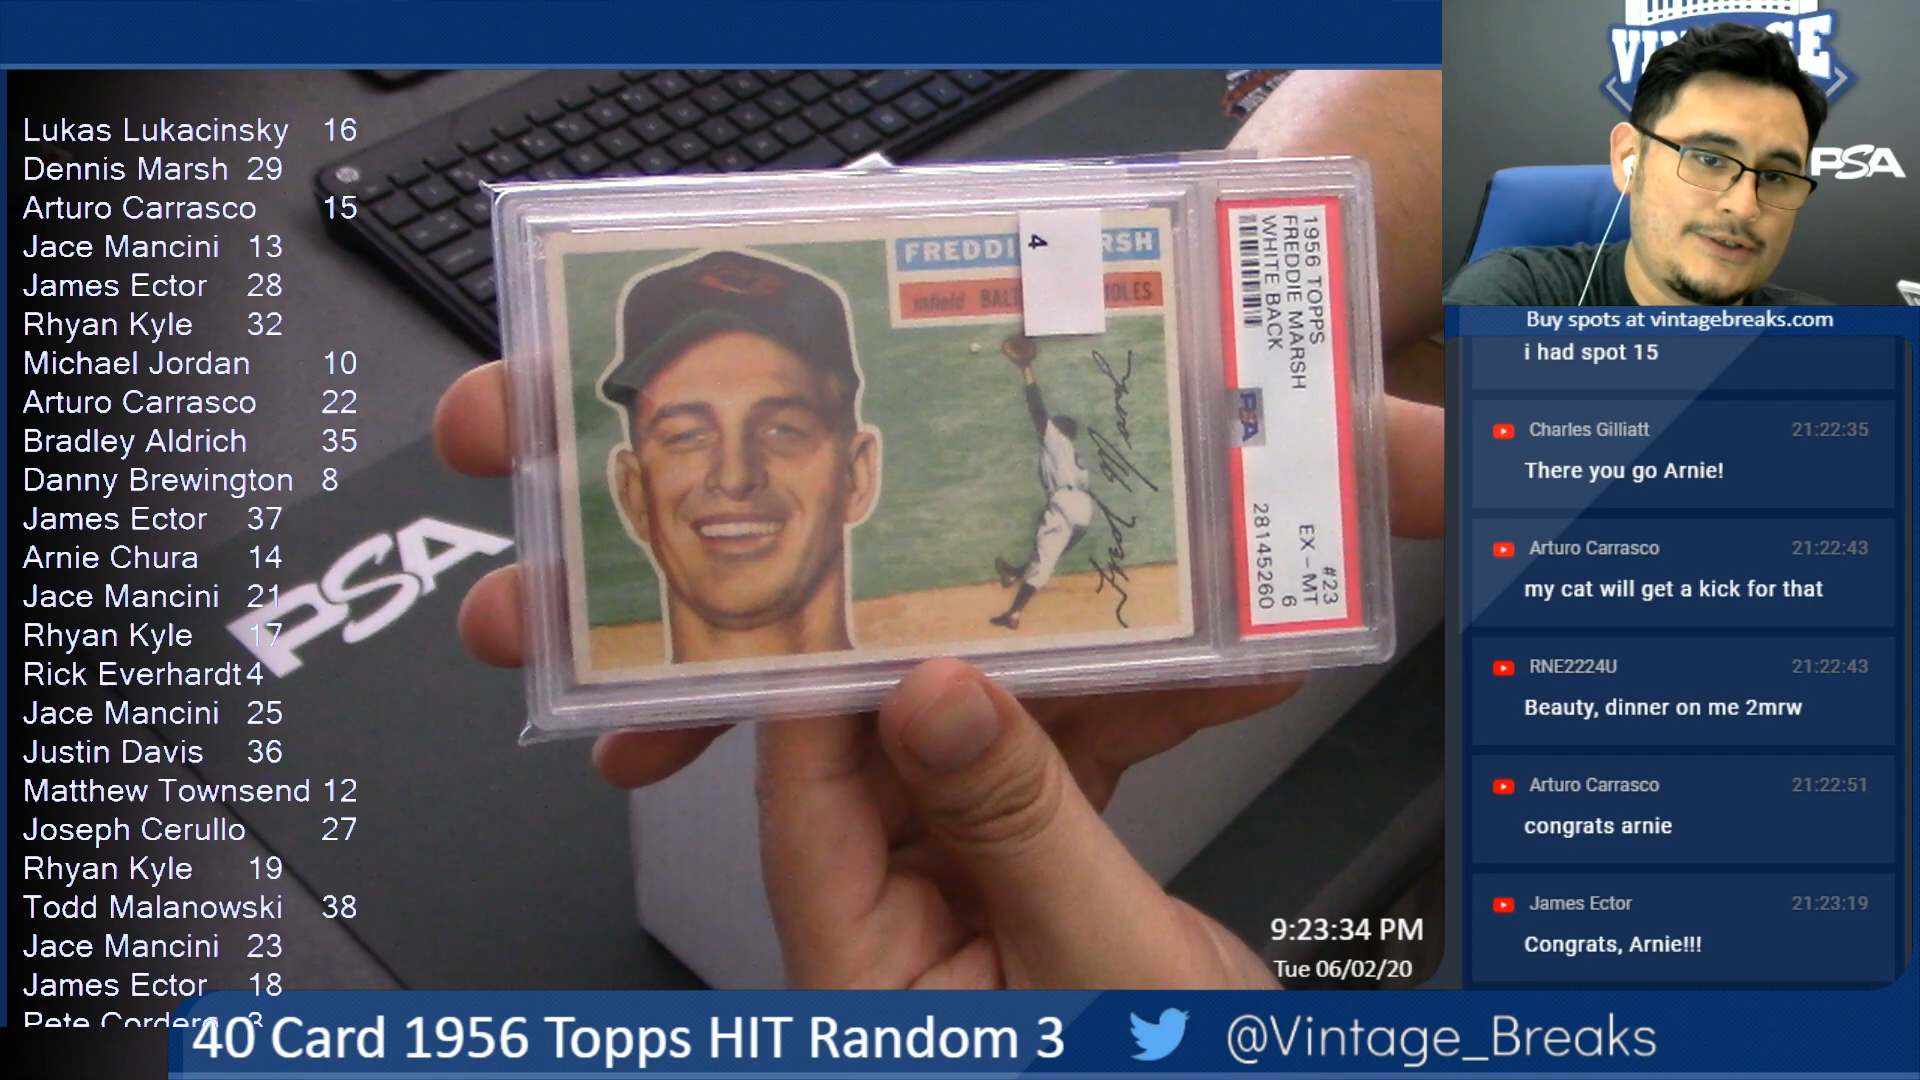 Lukas Lukacinsky 16
Dennis Marsh 29
Arturo Carrasco 15
Jace Mancini 13
James Ector 28
Rhyan Kyle 32
Michael Jordan 10
Arturo Carrasco 22
Bradley Aldrich 35
Danny Brewington 8
James Ector 37
Arnie Chura 14
Jace Mancini 21
Rhyan Kyle 17
Rick Everhardt 4
Jace Mancini 25
Justin Davis 36
Matthew Townsend 12
Joseph Cerullo 27
Rhyan Kyle 19
Todd Malanowski 38
Jace Mancini 23
James Ector 18
Pete Cordero 3
PSA
FREDDI RSH
infield BALT IOLES
4
1956 TOPPS #23
FREDDIE MARSH EX - MT
WHITE BACK 6
PSA
28145260
9:23:34 PM
Tue 06/02/20
PSA
Buy spots at vintagebreaks.com
i had spot 15
Charles Gilliatt 21:22:35
There you go Arnie!
Arturo Carrasco 21:22:43
my cat will get a kick for that
RNE2224U 21:22:43
Beauty, dinner on me 2mrw
Arturo Carrasco 21:22:51
congrats arnie
James Ector 21:23:19
Congrats, Arnie!!!
40 Card 1956 Topps HIT Random 3
@Vintage_Breaks